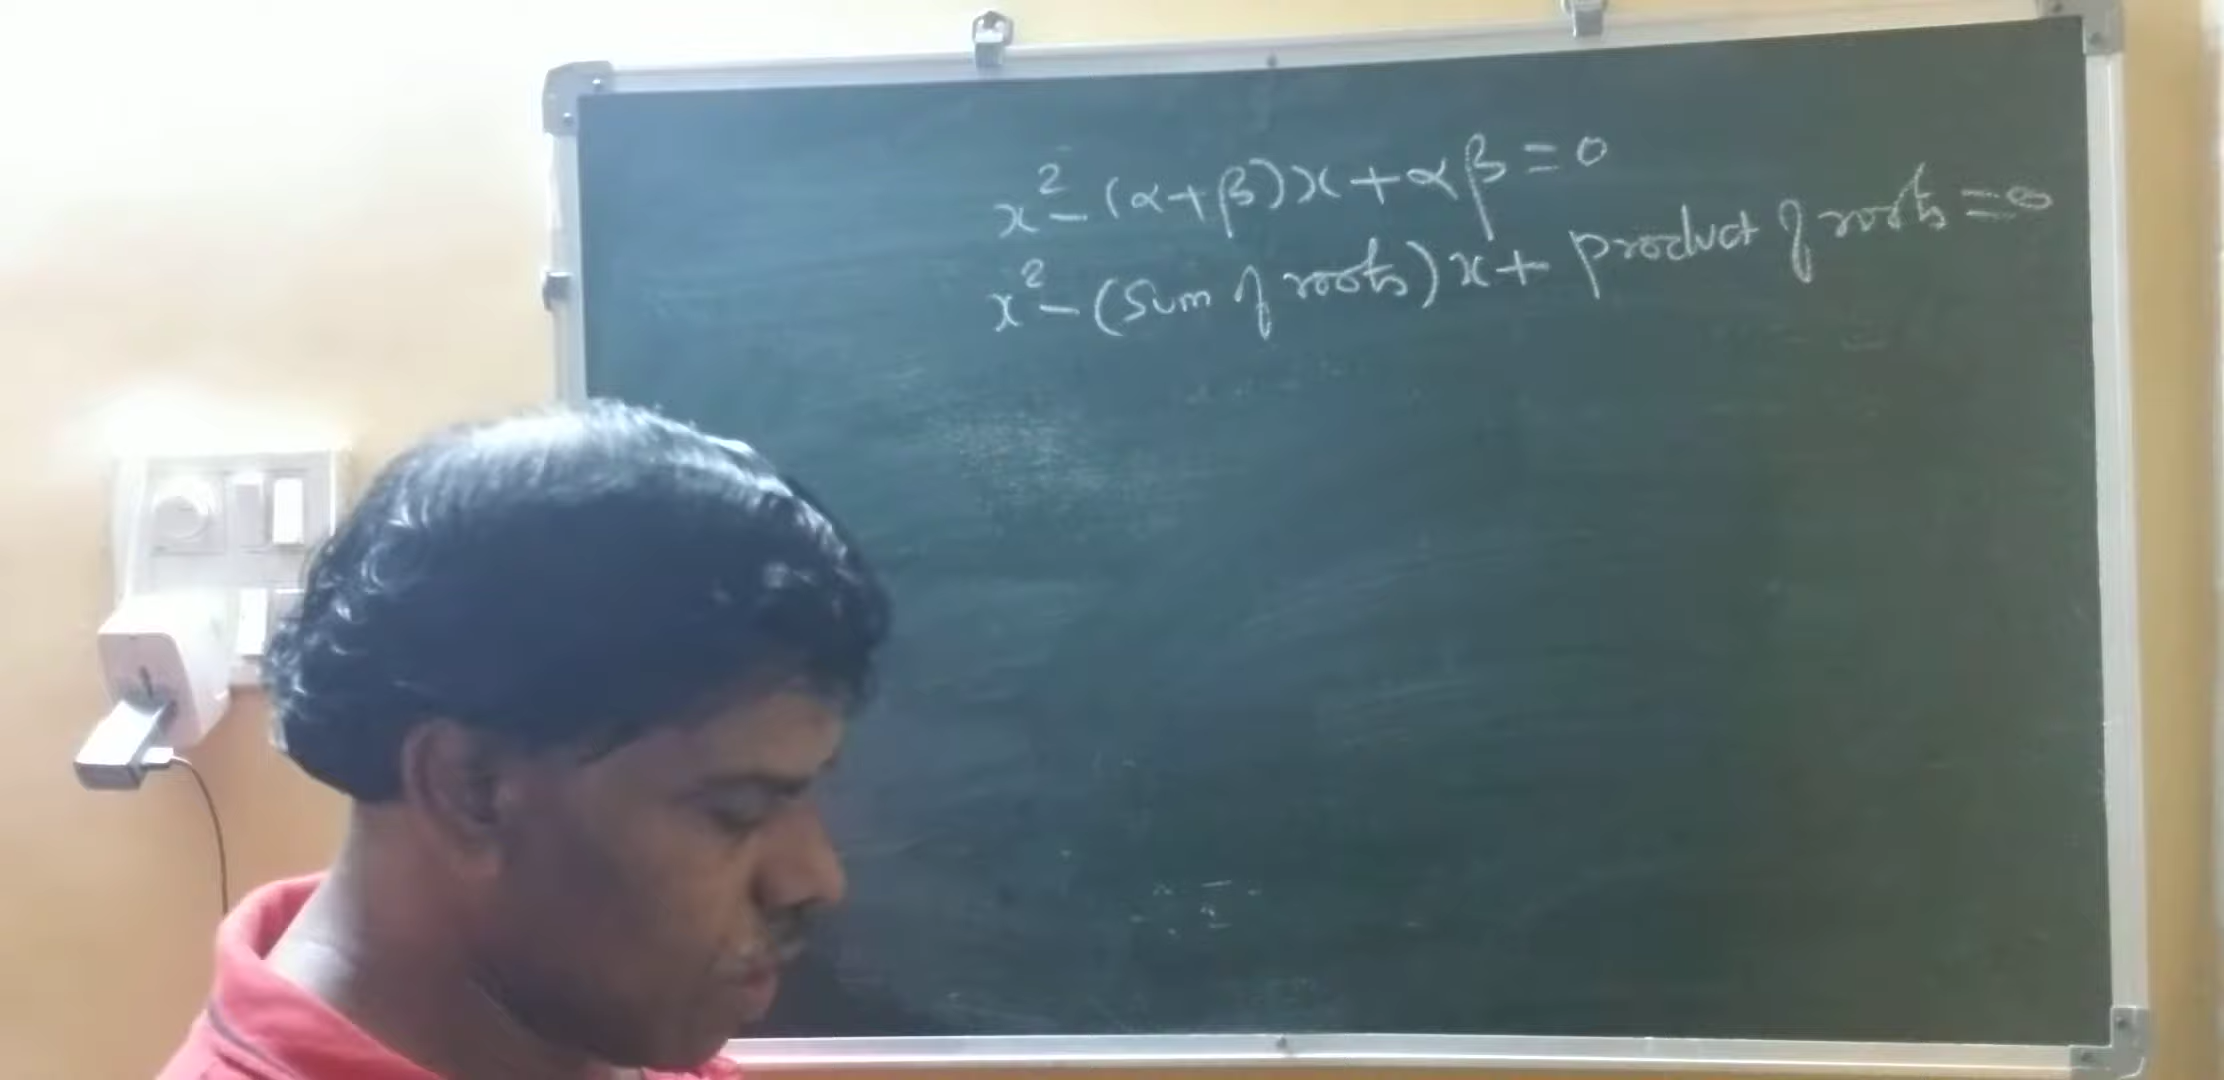 x² - (α+β)x + αβ = 0
x² - (Sum of roots) x + product of roots = 0